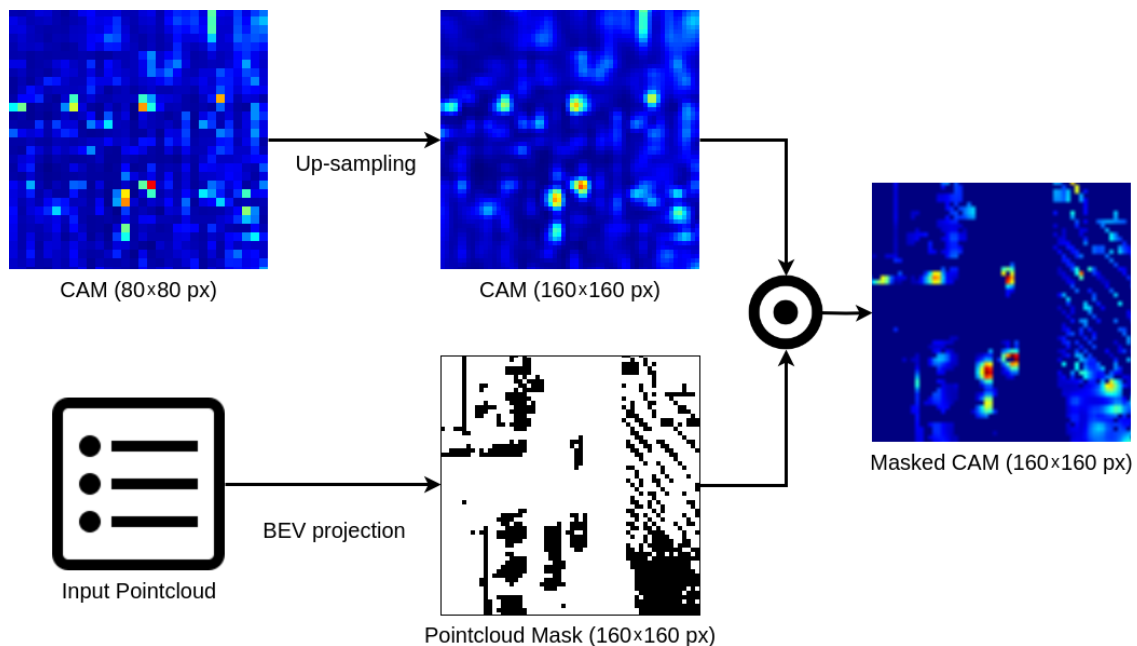 Up-sampling
CAM (80×80 px)
CAM (160×160 px)
Masked CAM (160×160 px)
BEV projection
Input Pointcloud
Pointcloud Mask (160×160 px)